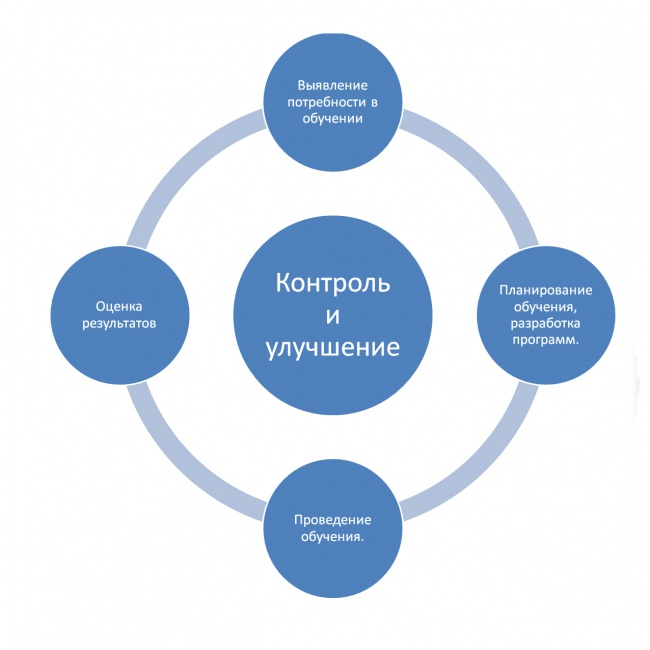 Выявление
потребности в
обучении
Планирование
обучения,
разработка
программ.
Проведение
обучения.
Оценка
результатов
Контроль
и
улучшение